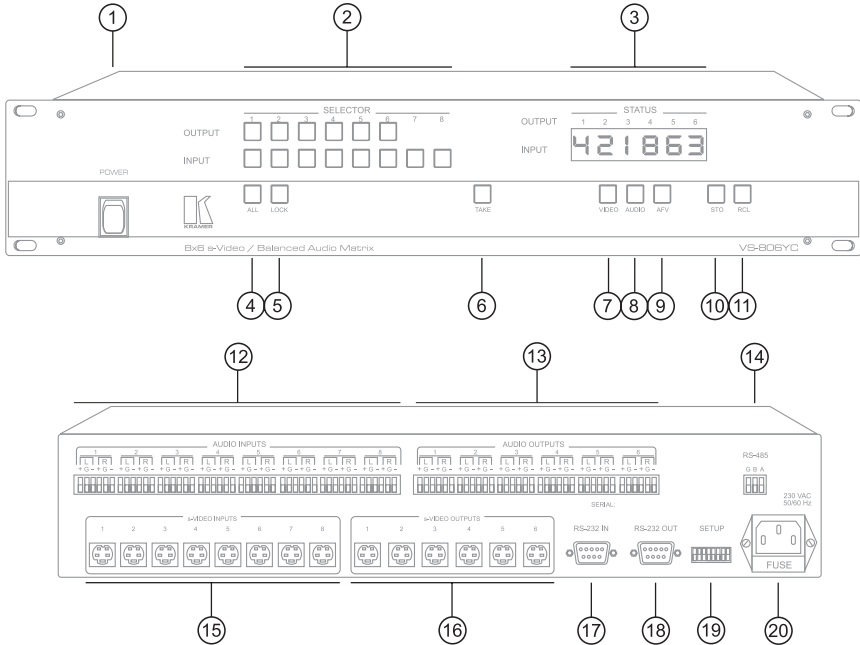 1 2 3
SELECTOR STATUS
1 2 3 4 5 6 7 8 OUTPUT 1 2 3 4 5 6
OUTPUT
INPUT INPUT 421863
POWER
ALL LOCK TAKE VIDEO AUDIO AFV STO RCL
K
KRAMER
8x6 s-Video / Balanced Audio Matrix VS-806YC
4 5 6 7 8 9 10 11
12 13 14
AUDIO INPUTS AUDIO OUTPUTS
1 2 3 4 5 6 7 8 1 2 3 4 5 6
L R L R L R L R L R L R L R L R L R L R L R L R L R L R
+G-+G- +G-+G- +G-+G- +G-+G- +G-+G- +G-+G- +G-+G- +G-+G- +G-+G- +G-+G- +G-+G- +G-+G- +G-+G- +G-+G-
RS-485
G B A
SERIAL:
230 VAC
50/60 Hz
s-VIDEO INPUTS s-VIDEO OUTPUTS
1 2 3 4 5 6 7 8 1 2 3 4 5 6
RS-232 IN RS-232 OUT SETUP
FUSE
15 16 17 18 19 20